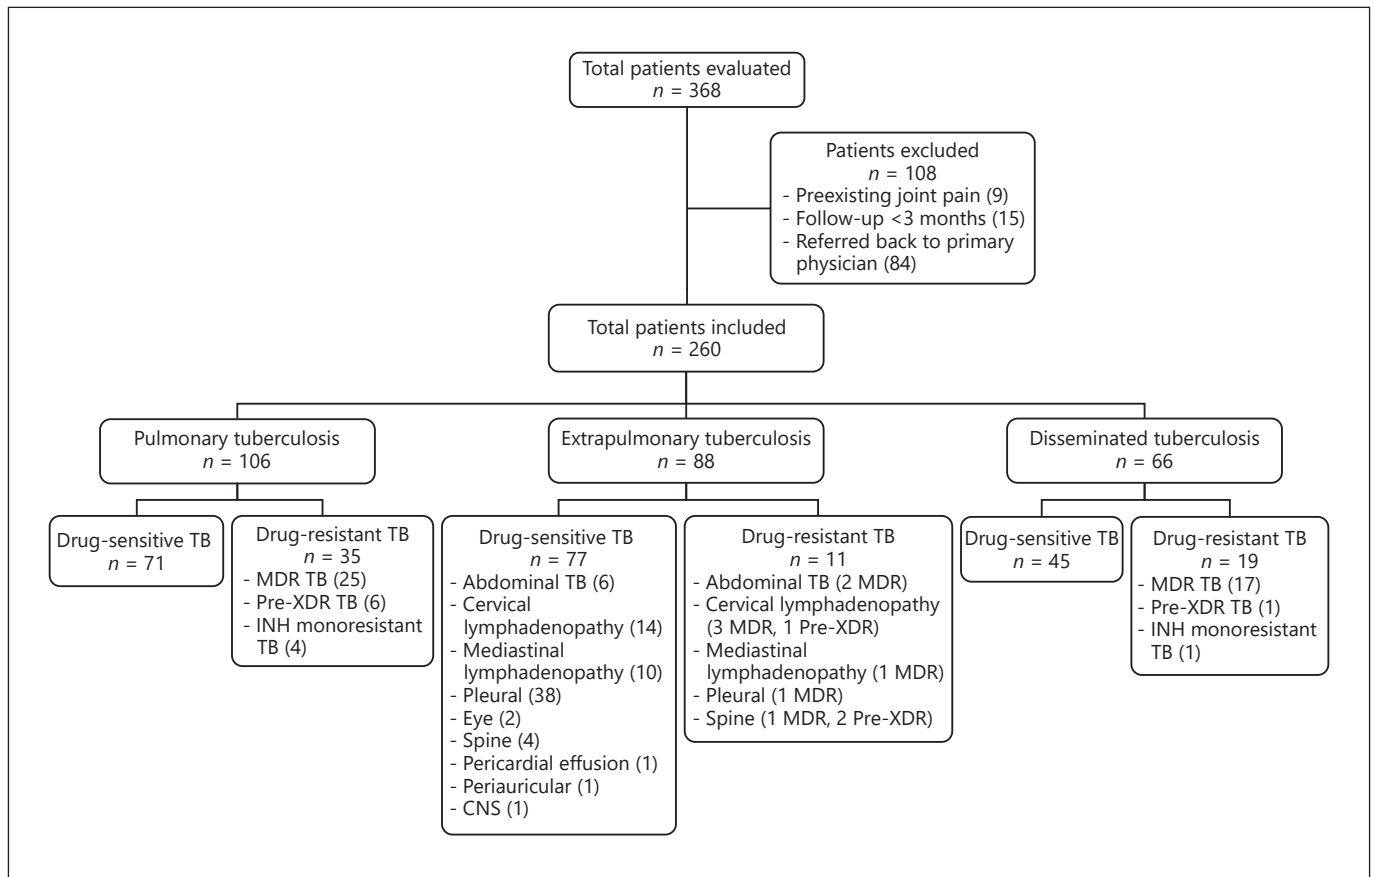 Total patients evaluated
n = 368
Patients excluded
n = 108
- Preexisting joint pain (9)
- Follow-up <3 months (15)
- Referred back to primary
physician (84)
Total patients included
n = 260
Pulmonary tuberculosis
n = 106
Extrapulmonary tuberculosis
n = 88
Disseminated tuberculosis
n = 66
Drug-sensitive TB
n = 71
Drug-resistant TB
n = 35
- MDR TB (25)
- Pre-XDR TB (6)
- INH monoresistant
TB (4)
Drug-sensitive TB
n = 77
- Abdominal TB (6)
- Cervical
lymphadenopathy (14)
- Mediastinal
lymphadenopathy (10)
- Pleural (38)
- Eye (2)
- Spine (4)
- Pericardial effusion (1)
- Periauricular (1)
- CNS (1)
Drug-resistant TB
n = 11
- Abdominal TB (2 MDR)
- Cervical lymphadenopathy
(3 MDR, 1 Pre-XDR)
- Mediastinal
lymphadenopathy (1 MDR)
- Pleural (1 MDR)
- Spine (1 MDR, 2 Pre-XDR)
Drug-sensitive TB
n = 45
Drug-resistant TB
n = 19
- MDR TB (17)
- Pre-XDR TB (1)
- INH monoresistant
TB (1)